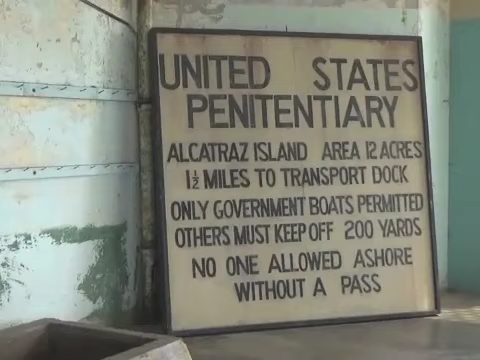 UNITED STATES
PENITENTIARY
ALCATRAZ ISLAND AREA 12 ACRES
1½ MILES TO TRANSPORT DOCK
ONLY GOVERNMENT BOATS PERMITTED
OTHERS MUST KEEP OFF 200 YARDS
NO ONE ALLOWED ASHORE
WITHOUT A PASS